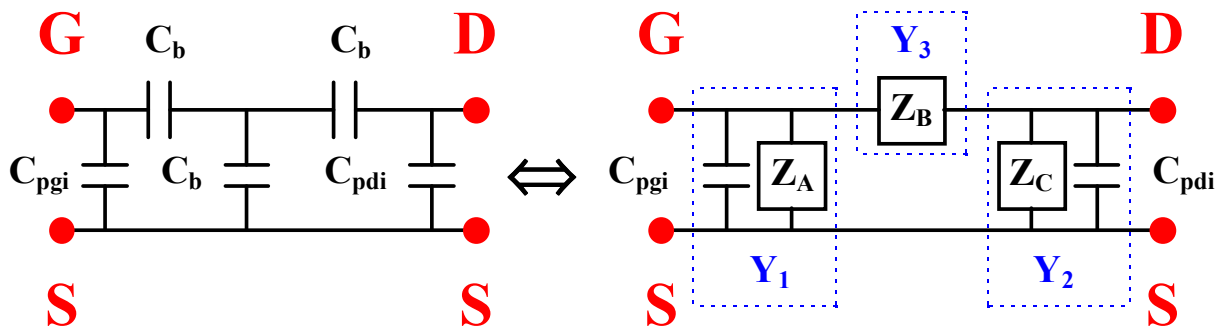 G
D
C_b
C_b
C_pgi
C_b
C_pdi
S
S
G
D
Y_3
Z_B
C_pgi
Z_A
Z_C
C_pdi
Y_1
Y_2
S
S